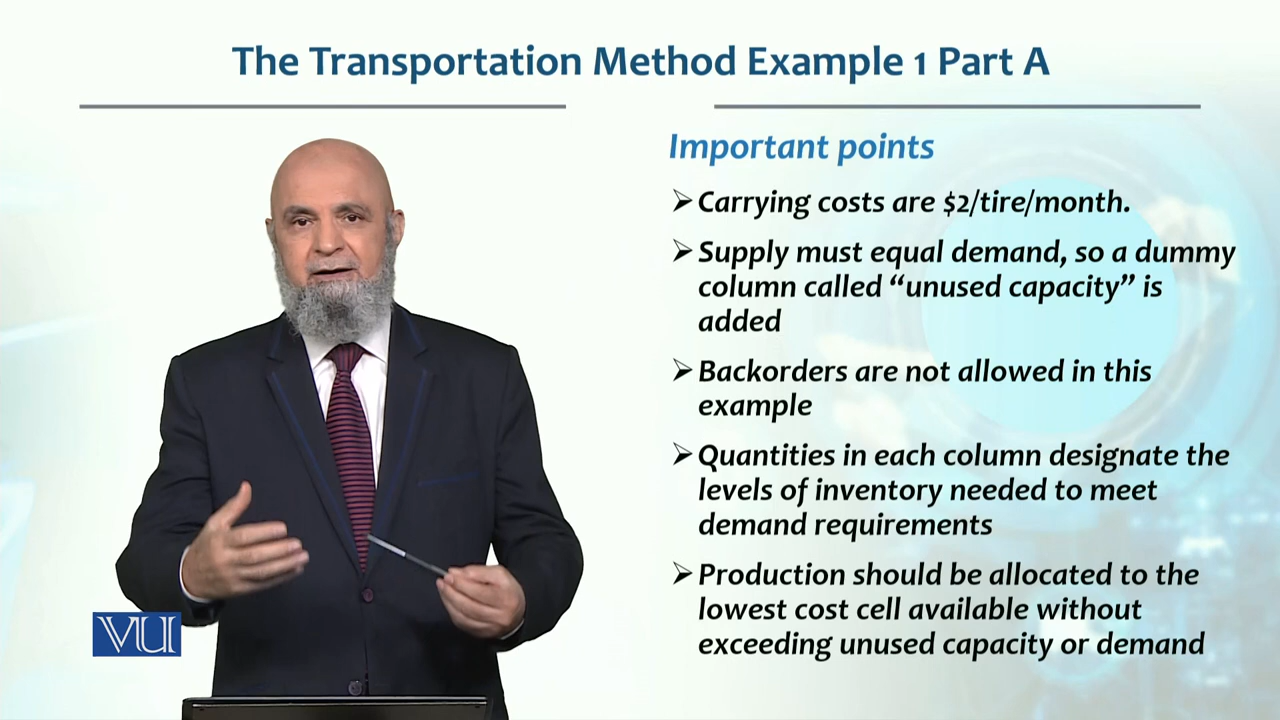 The Transportation Method Example 1 Part A
Important points
➢ Carrying costs are $2/tire/month.
➢ Supply must equal demand, so a dummy
column called “unused capacity” is
added
➢ Backorders are not allowed in this
example
➢ Quantities in each column designate the
levels of inventory needed to meet
demand requirements
➢ Production should be allocated to the
lowest cost cell available without
exceeding unused capacity or demand
VU